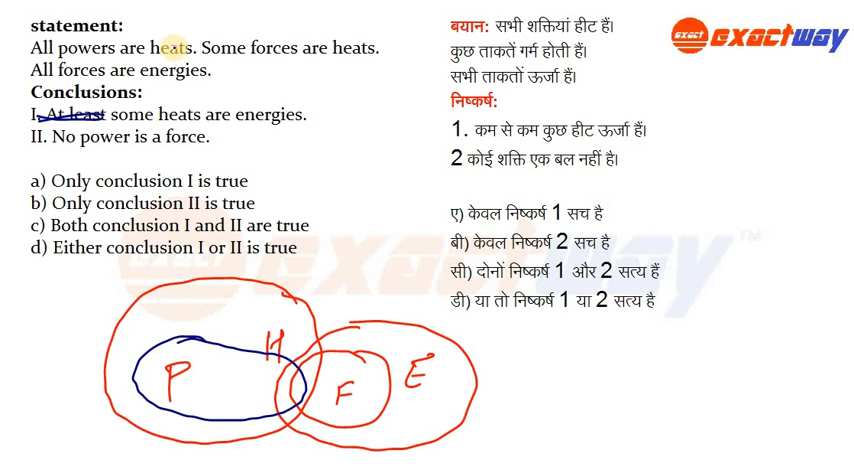 statement:
All powers are heats. Some forces are heats.
All forces are energies.
Conclusions:
I. At least some heats are energies.
II. No power is a force.
a) Only conclusion I is true
b) Only conclusion II is true
c) Both conclusion I and II are true
d) Either conclusion I or II is true
बयान: सभी शक्तियां हीट हैं।
कुछ ताकतें गर्म होती हैं।
सभी ताकतों ऊर्जा हैं।
निष्कर्ष:
1. कम से कम कुछ हीट ऊर्जा हैं।
2 कोई शक्ति एक बल नहीं है।
ए) केवल निष्कर्ष 1 सच है
बी) केवल निष्कर्ष 2 सच है
सी) दोनों निष्कर्ष 1 और 2 सत्य हैं
डी) या तो निष्कर्ष 1 या 2 सत्य है
exactway
exactway™
P
H
F
E